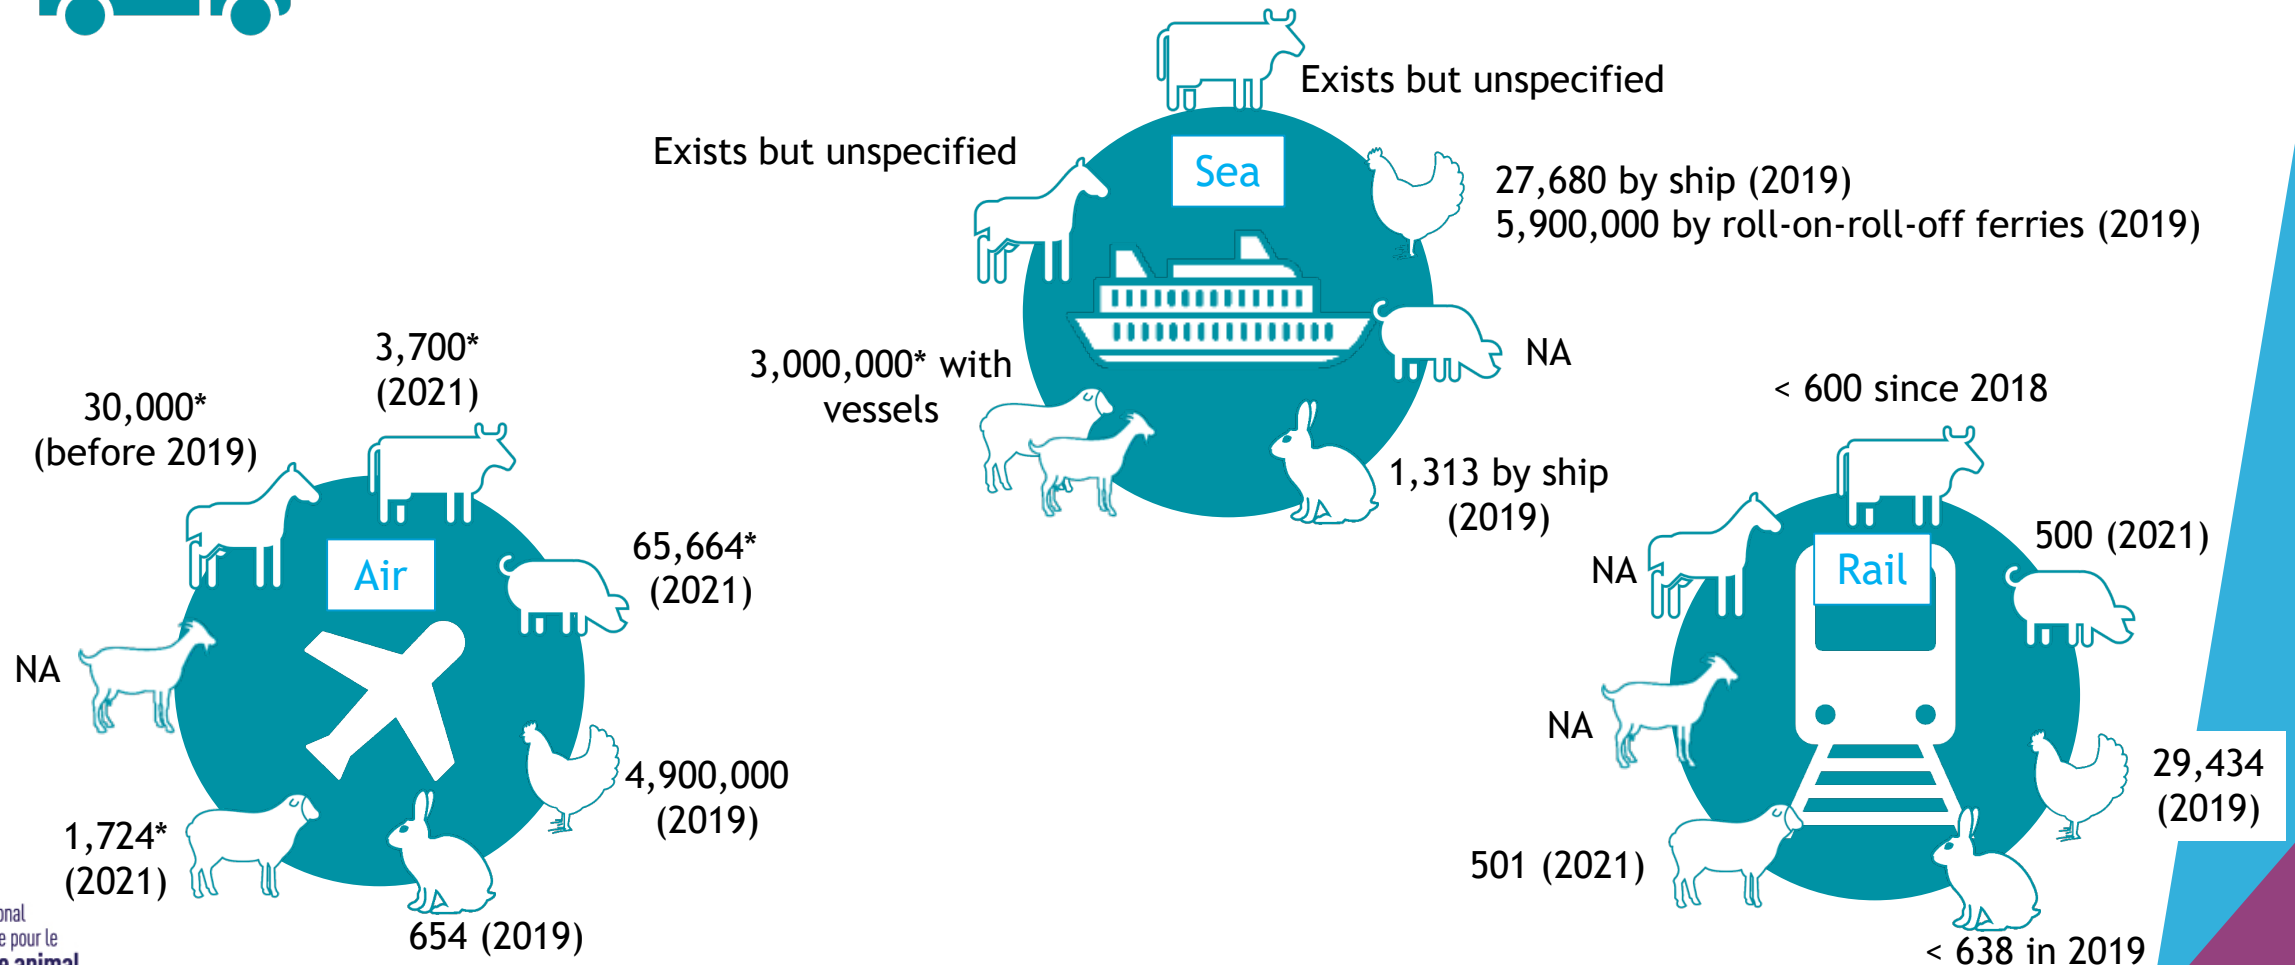 Exists but unspecified
Exists but unspecified
Sea
27,680 by ship (2019)
5,900,000 by roll-on-roll-off ferries (2019)
3,000,000* with
vessels
NA
1,313 by ship
(2019)
3,700*
(2021)
30,000*
(before 2019)
Air
65,664*
(2021)
NA
4,900,000
(2019)
1,724*
(2021)
654 (2019)
< 600 since 2018
NA
Rail
500 (2021)
NA
29,434
(2019)
501 (2021)
< 638 in 2019
pour le
animal